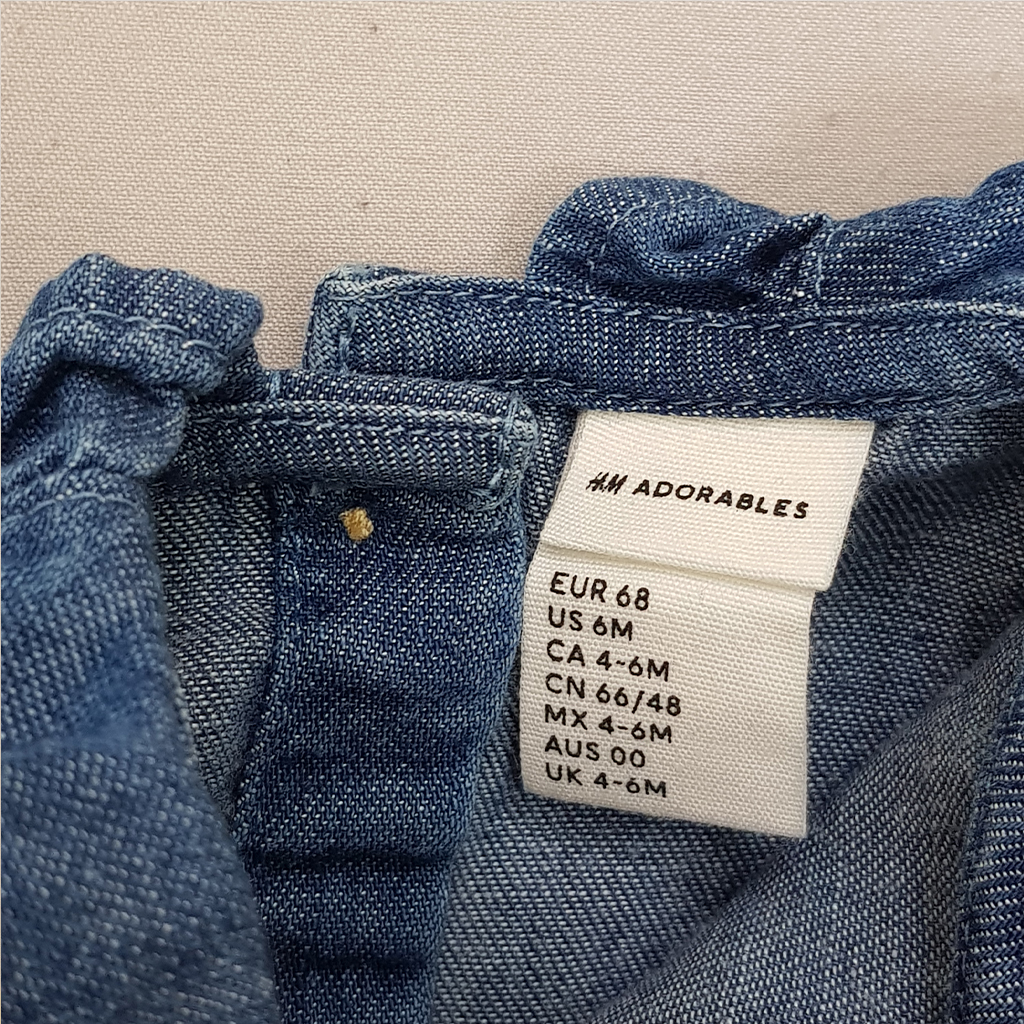 H&M ADORABLES
EUR 68
US 6M
CA 4-6M
CN 66/48
MX 4-6M
AUS 00
UK 4-6M